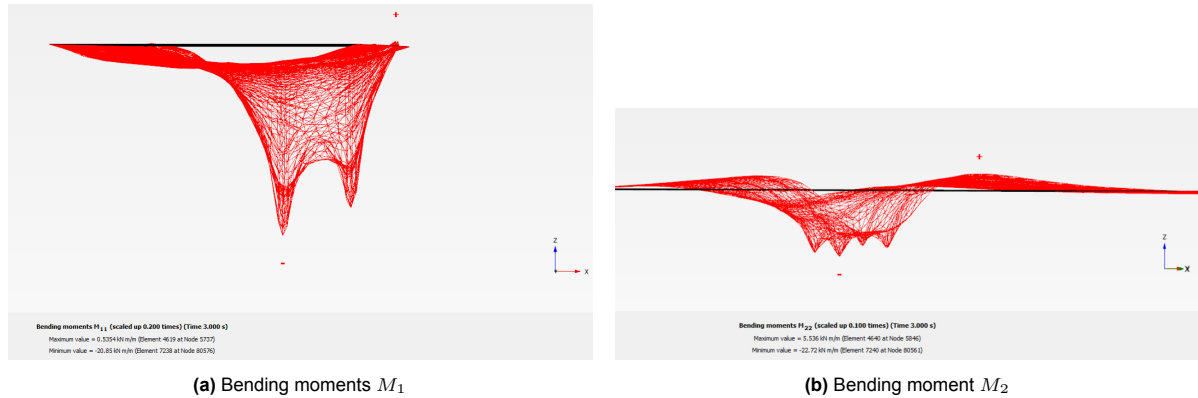 +
-
Z
X
Bending moments M₁₁ (scaled up 0.200 times) (Time 3.000 s)
Maximum value = 0.5354 kN m/m (Element 4619 at Node 5737)
Minimum value = -20.85 kN m/m (Element 7238 at Node 80576)
(a) Bending moments M₁
+
-
Z
X
Bending moments M₂₂ (scaled up 0.100 times) (Time 3.000 s)
Maximum value = 5.536 kN m/m (Element 4640 at Node 5846)
Minimum value = -22.72 kN m/m (Element 7240 at Node 80561)
(b) Bending moment M₂